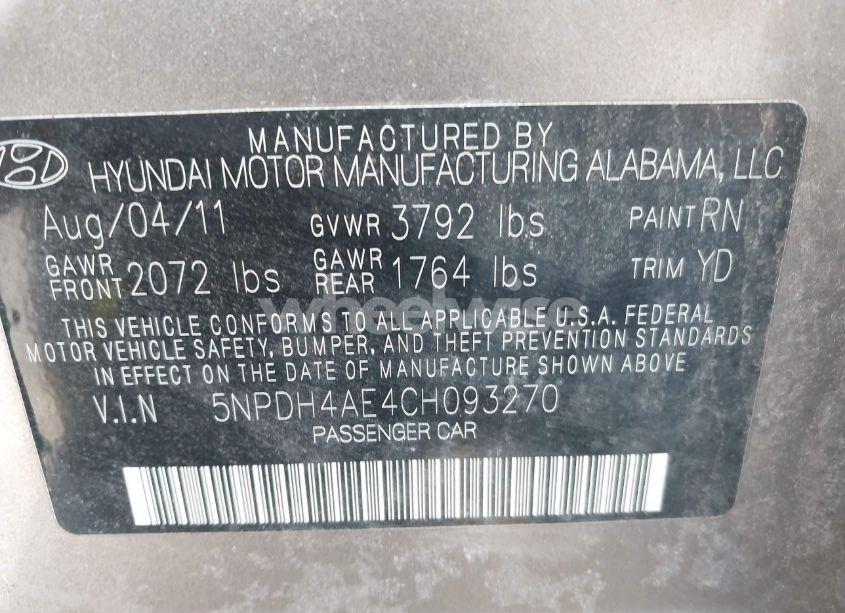 MANUFACTURED BY
HYUNDAI MOTOR MANUFACTURING ALABAMA, LLC
Aug/04/11 GVWR 3792 lbs PAINT RN
GAWR FRONT 2072 lbs GAWR REAR 1764 lbs TRIM YD
wheelwise
THIS VEHICLE CONFORMS TO ALL APPLICABLE U.S.A. FEDERAL
MOTOR VEHICLE SAFETY, BUMPER, AND THEFT PREVENTION STANDARDS
IN EFFECT ON THE DATE OF MANUFACTURE SHOWN ABOVE.
V.I.N 5NPDH4AE4CH093270
PASSENGER CAR